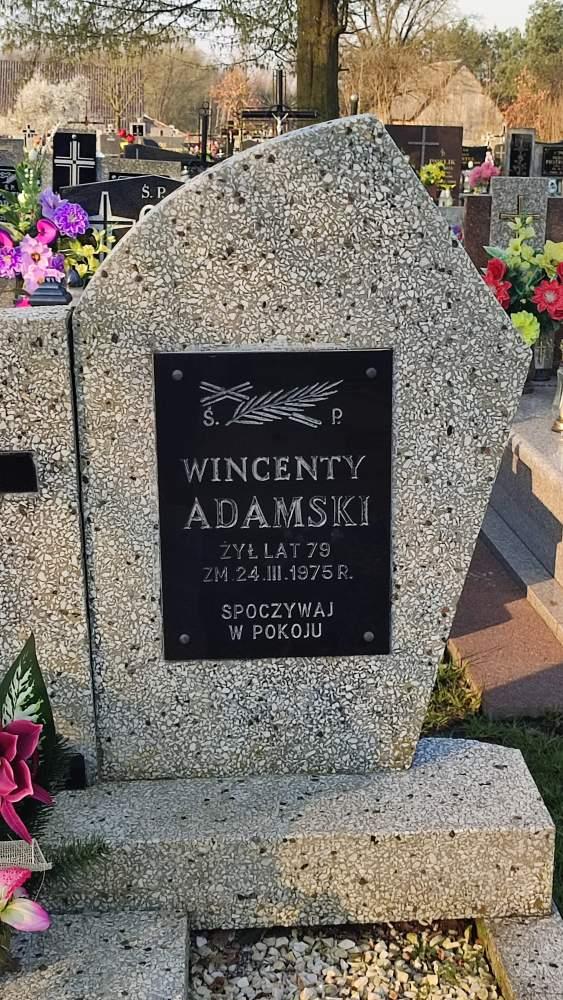 Ś. P.
Ś. P.
WINCENTY
ADAMSKI
ŻYŁ LAT 79
ZM. 24.III.1975 R.
SPOCZYWAJ
W POKOJU